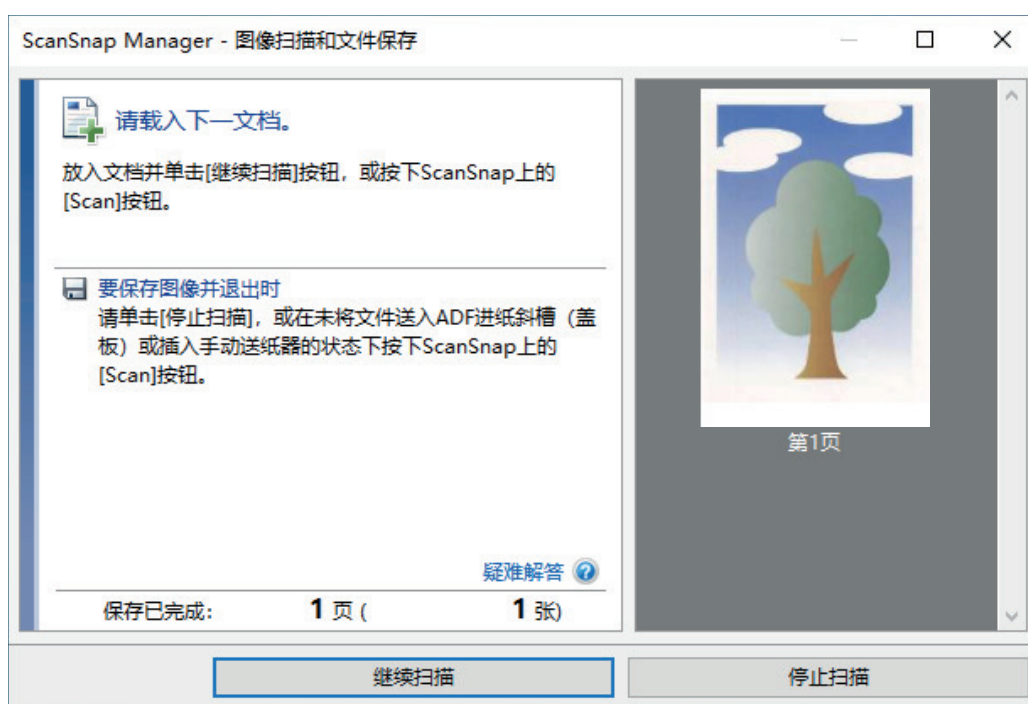 ScanSnap Manager - 图像扫描和文件保存
请载入下一文档。
放入文档并单击[继续扫描]按钮，或按下ScanSnap上的
[Scan]按钮。
要保存图像并退出时
请单击[停止扫描]，或在未将文件送入ADF进纸斜槽（盖
板）或插入手动送纸器的状态下按下ScanSnap上的
[Scan]按钮。
疑难解答
保存已完成: 1 页 ( 1 张)
第1页
继续扫描
停止扫描